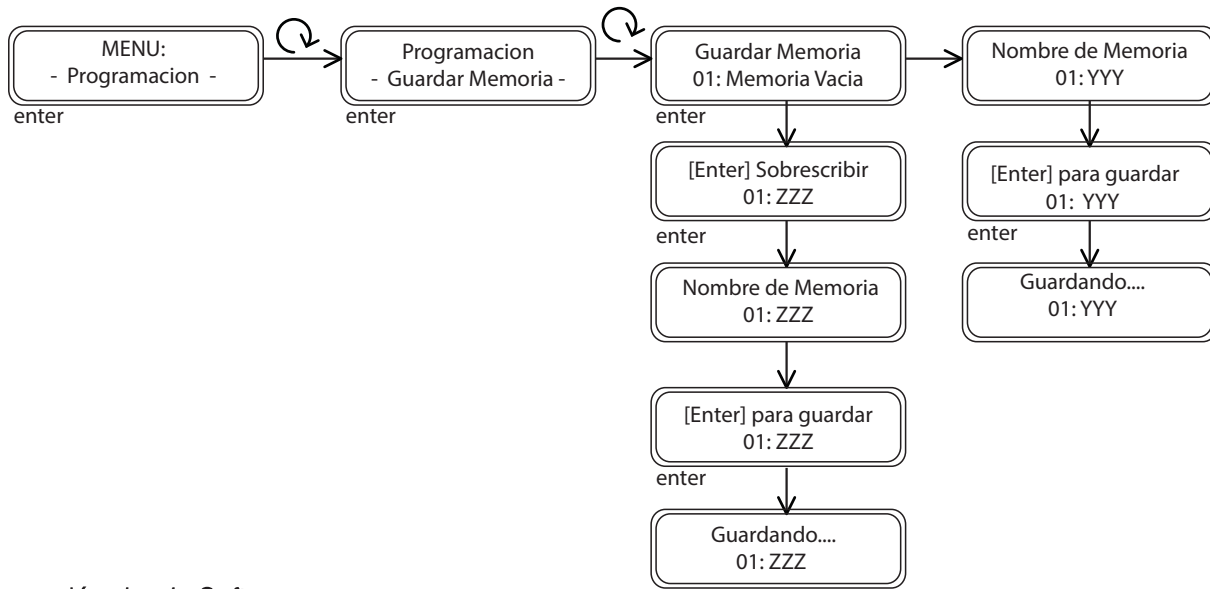 MENU:
- Programacion -
enter
Programacion
- Guardar Memoria -
enter
Guardar Memoria
01: Memoria Vacia
enter
[Enter] Sobrescribir
01: ZZZ
enter
Nombre de Memoria
01: ZZZ
[Enter] para guardar
01: ZZZ
enter
Guardando....
01: ZZZ
Nombre de Memoria
01: YYY
[Enter] para guardar
01: YYY
enter
Guardando....
01: YYY